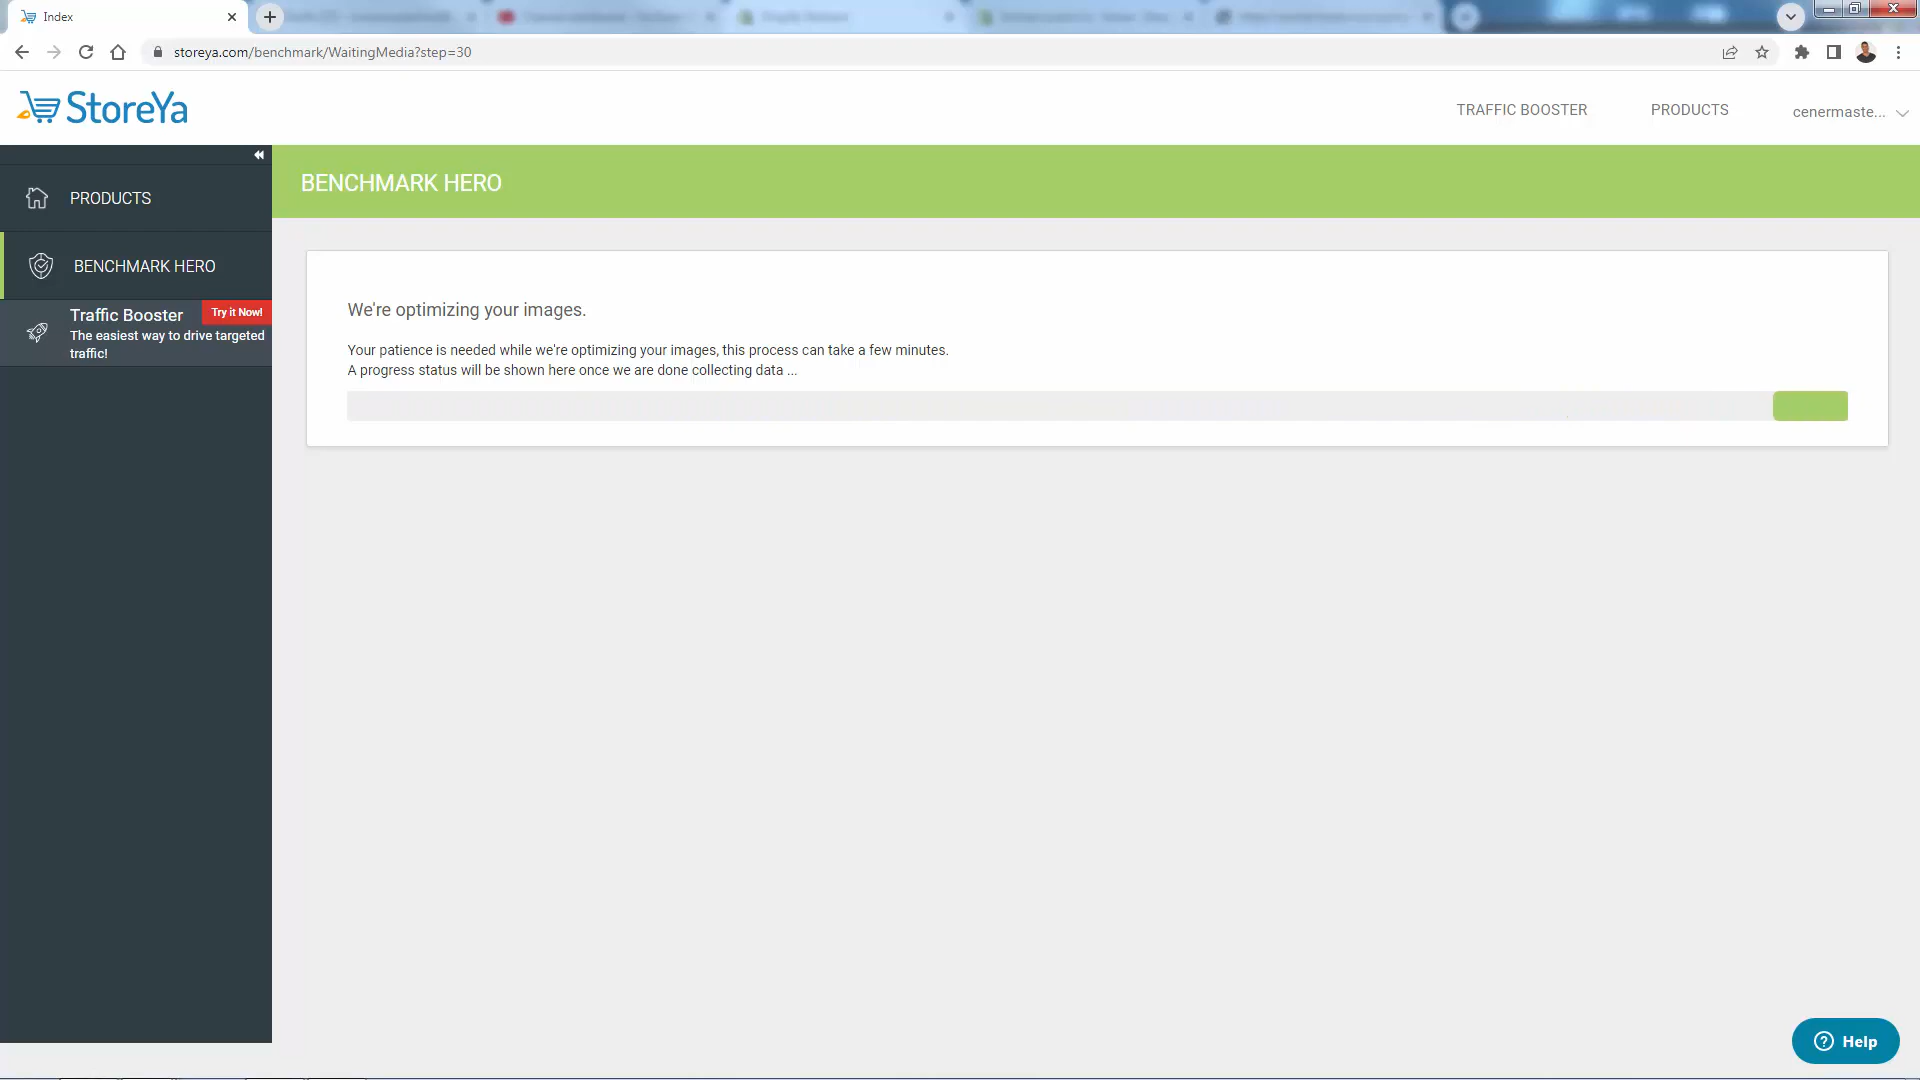 Index
storeya.com/benchmark/WaitingMedia?step=30
StoreYa
TRAFFIC BOOSTER
PRODUCTS
cenermaste...
PRODUCTS
BENCHMARK HERO
Traffic Booster
Try it Now!
The easiest way to drive targeted
traffic!
BENCHMARK HERO
We're optimizing your images.
Your patience is needed while we're optimizing your images, this process can take a few minutes.
A progress status will be shown here once we are done collecting data ...
Help